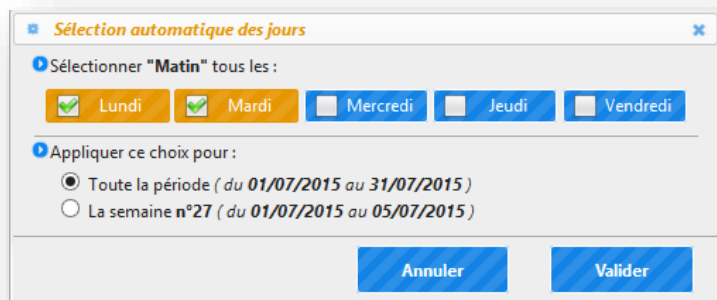 Sélection automatique des jours
Sélectionner "Matin" tous les :
Lundi Mardi Mercredi Jeudi Vendredi
Appliquer ce choix pour :
Toute la période ( du 01/07/2015 au 31/07/2015 )
La semaine n°27 ( du 01/07/2015 au 05/07/2015 )
Annuler Valider